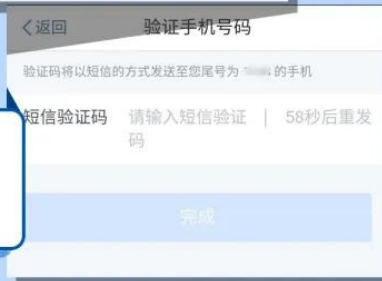 返回 验证手机号码
验证码将以短信的方式发送至您尾号为 的手机
短信验证码 请输入短信验证 | 58秒后重发
码
完成